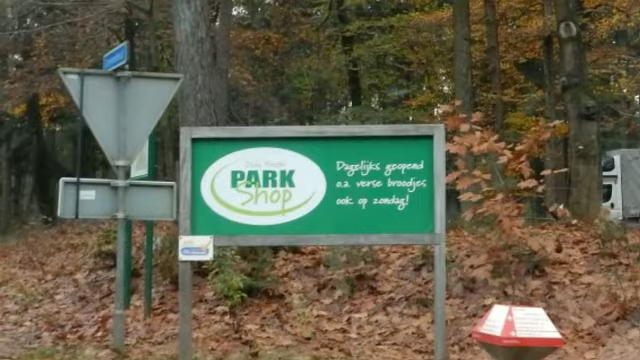 PARK
Shop
Dagelijks geopend
o.a. verse broodjes
ook op zondag!